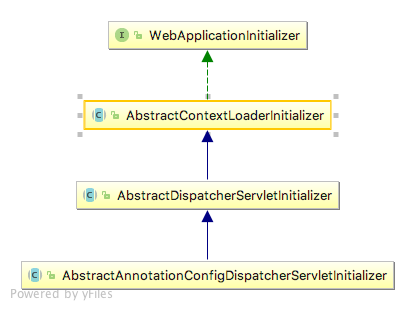 I WebApplicationInitializer
C AbstractContextLoaderInitializer
C AbstractDispatcherServletInitializer
C AbstractAnnotationConfigDispatcherServletInitializer
Powered by yFiles